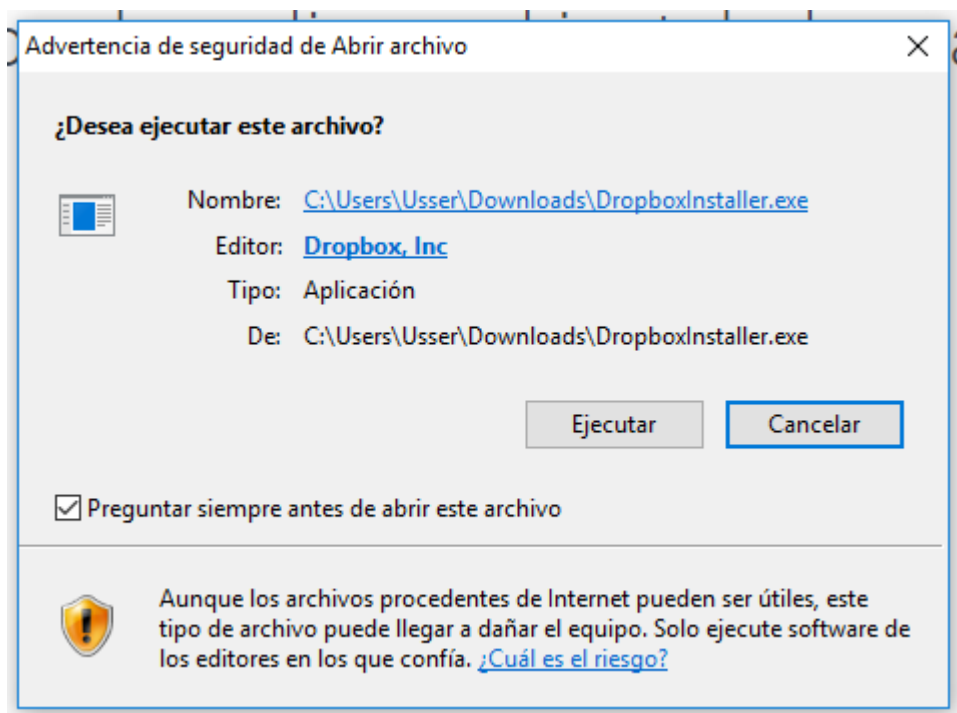 Advertencia de seguridad de Abrir archivo
¿Desea ejecutar este archivo?
Nombre: C:\Users\Usser\Downloads\DropboxInstaller.exe
Editor: Dropbox, Inc
Tipo: Aplicación
De: C:\Users\Usser\Downloads\DropboxInstaller.exe
Ejecutar Cancelar
Preguntar siempre antes de abrir este archivo
Aunque los archivos procedentes de Internet pueden ser útiles, este
tipo de archivo puede llegar a dañar el equipo. Solo ejecute software de
los editores en los que confía. ¿Cuál es el riesgo?